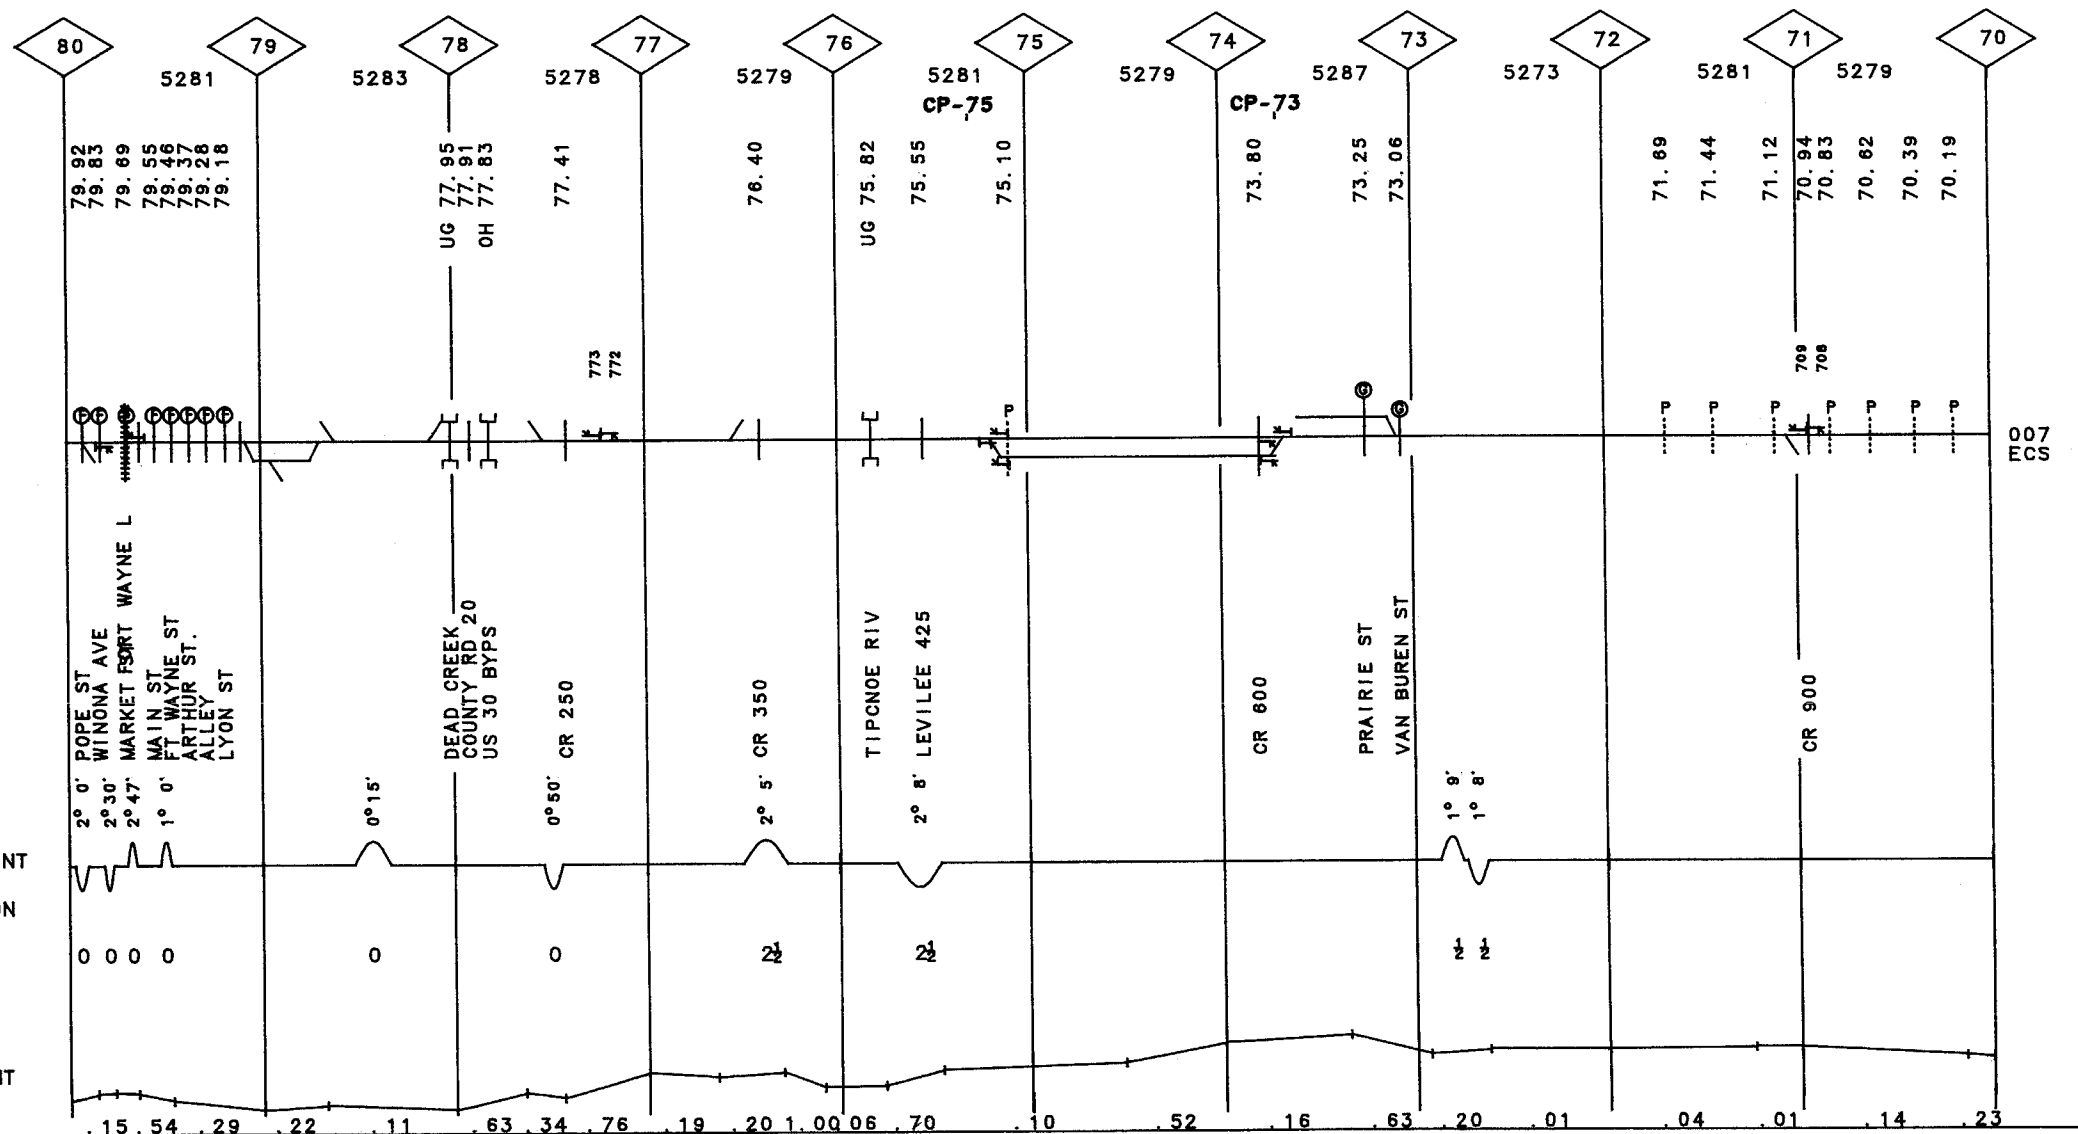 80 79 78 77 76 75 74 73 72 71 70
5281 5283 5278 5279 5281 5279 5287 5273 5281 5279
CP-75 CP-73
79.92
79.83
79.69
79.55
79.46
79.37
79.28
79.18
UG 77.95
77.91
OH 77.83
77.41
76.40
UG 75.82
75.55
75.10
73.80
73.25
73.06
71.69
71.44
71.12
70.94
70.83
70.62
70.39
70.19
773
772
709
708
F F F F F F F
P
G
G
P P P P P P P
007
ECS
2° 0' POPE ST
2°30' WINONA AVE
2°47' MARKET ST
FORT WAYNE L
MAIN ST
1° 0' FT WAYNE ST
ARTHUR ST.
ALLEY
LYON ST
0°15'
DEAD CREEK
COUNTY RD 20
US 30 BYPS
0°50' CR 250
2° 5' CR 350
TIPCNOE RIV
2° 8' LEVILEE 425
CR 600
PRAIRIE ST
VAN BUREN ST
1° 9'
1° 8'
CR 900
NT
ON
0 0 0 0 0 0 2½ 2½ ½ ½
NT
.15 .54 .29 .22 .11 .63 .34 .76 .19 .20 1.00 06 .70 .10 .52 .16 .63 .20 .01 .04 .01 .14 .23